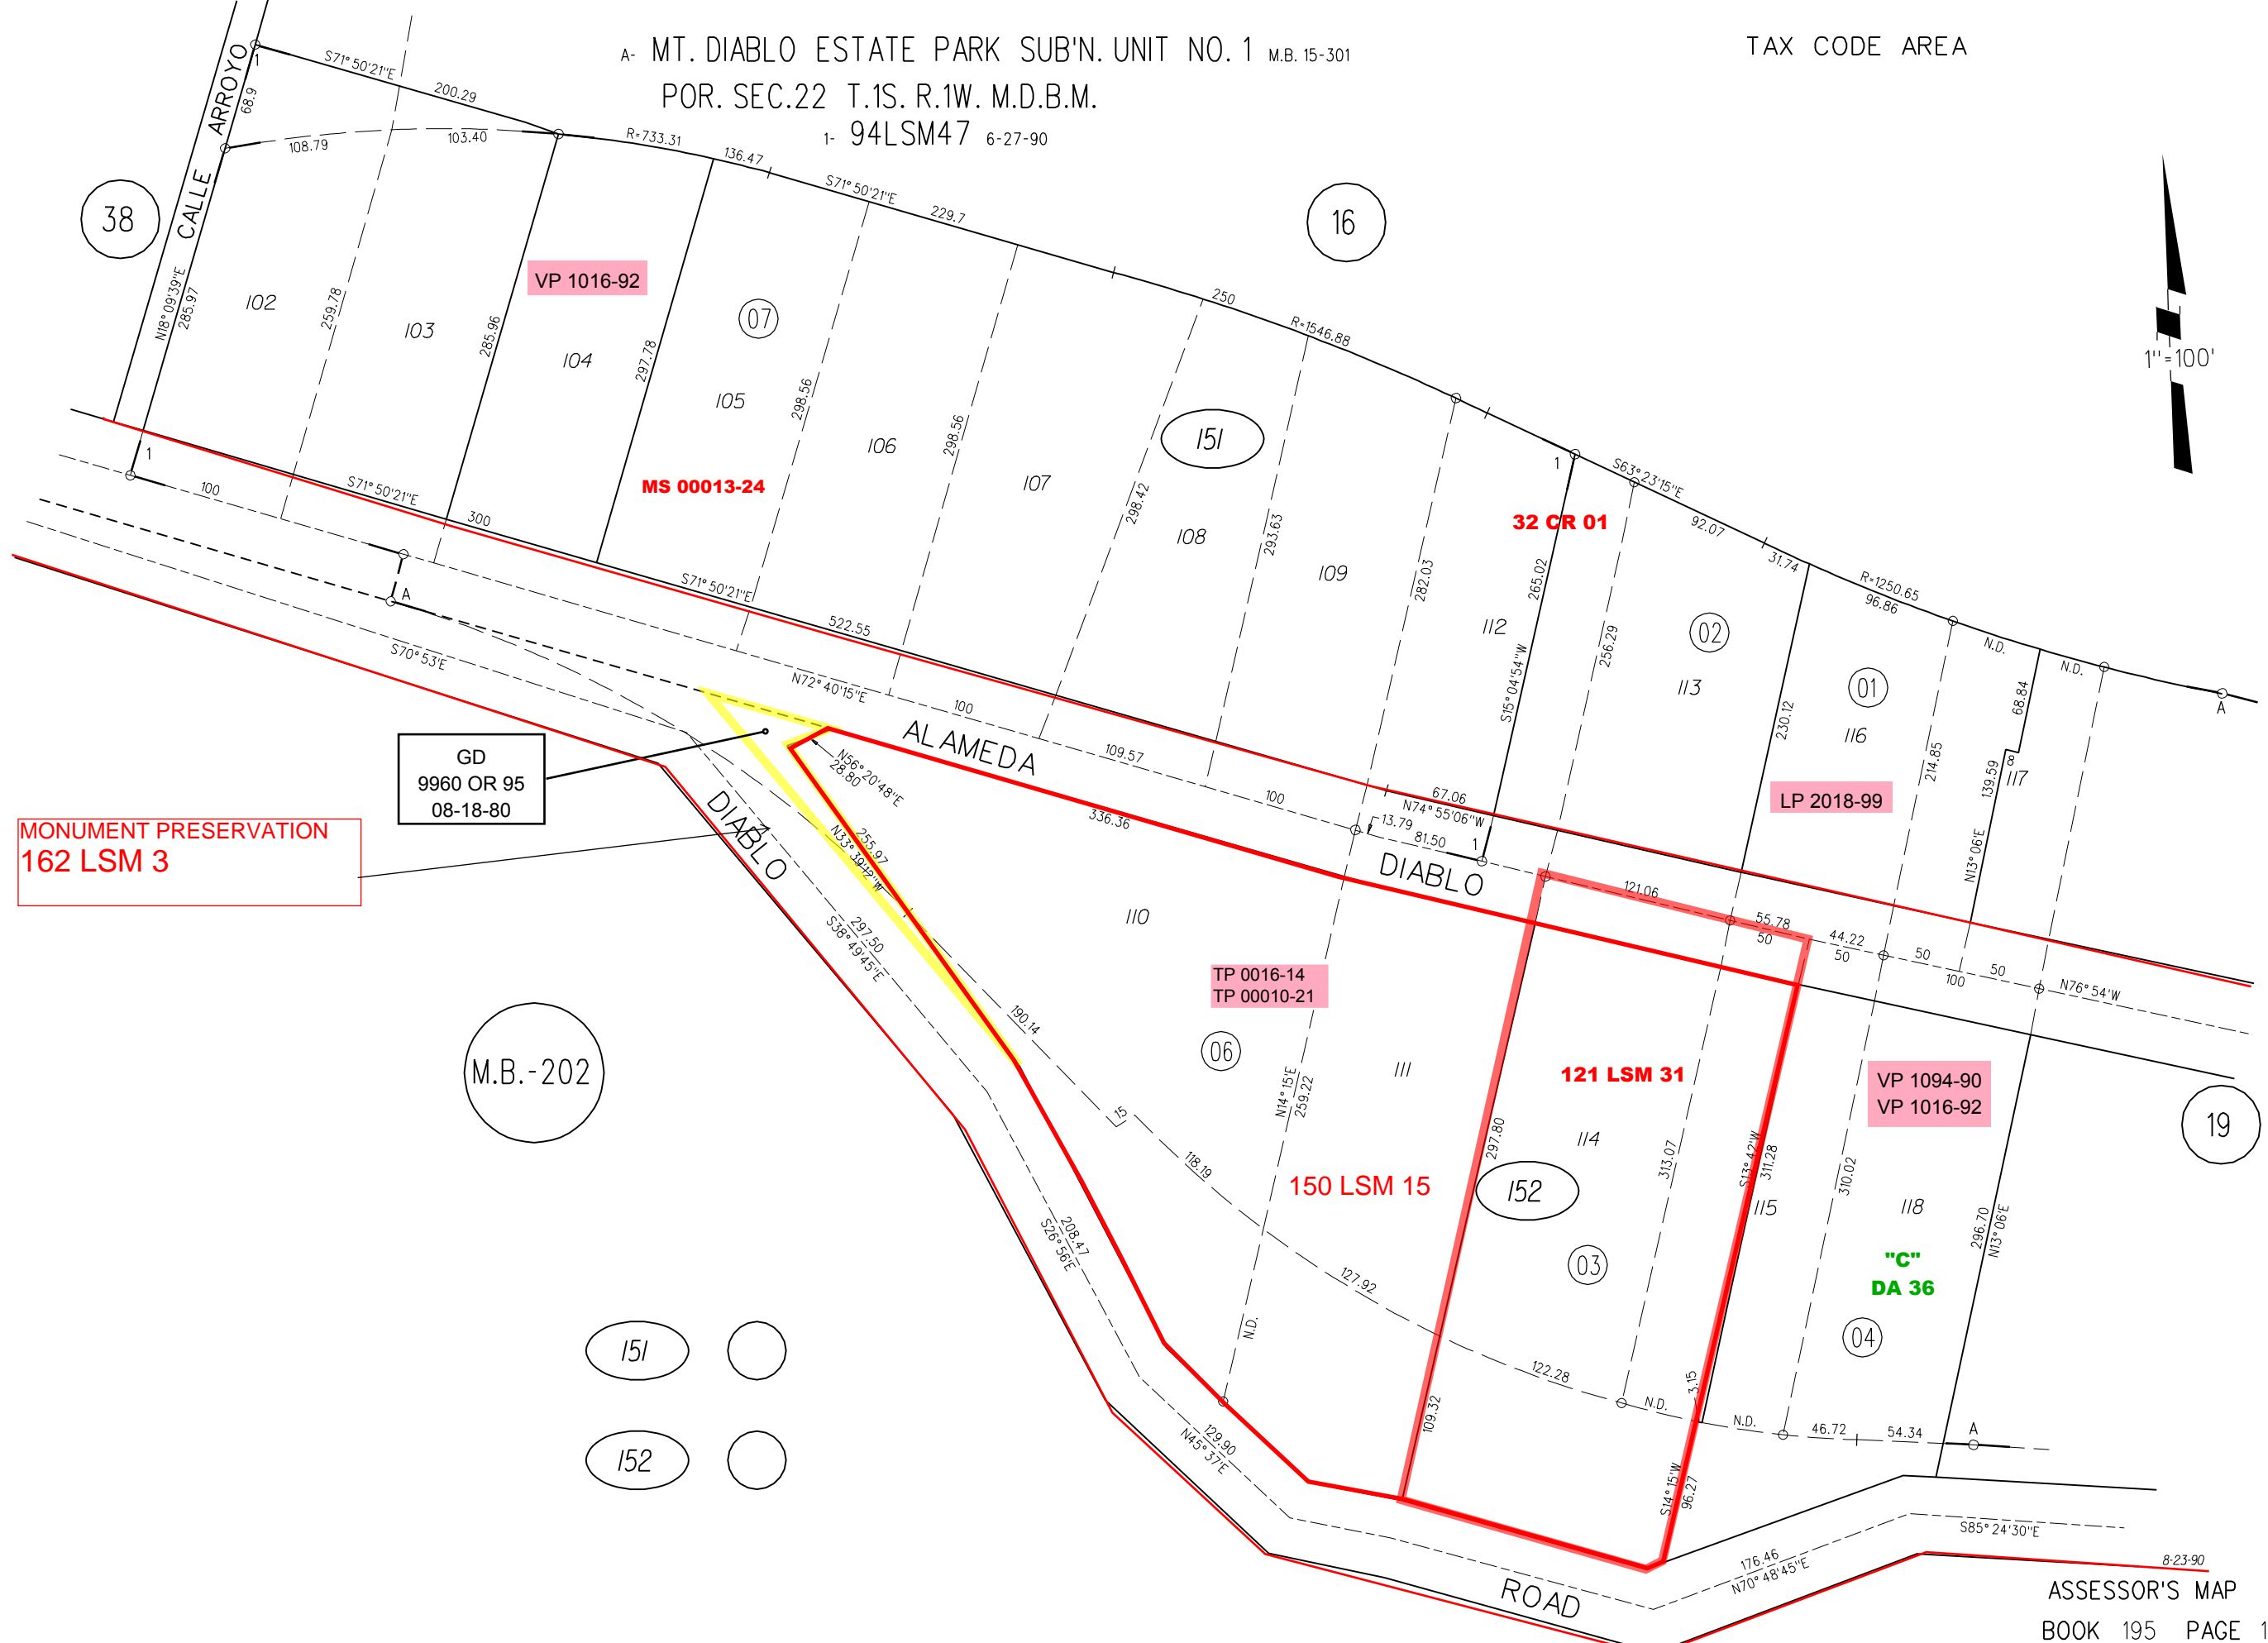 A- MT. DIABLO ESTATE PARK SUB'N. UNIT NO. 1 M.B. 15-301
POR. SEC.22 T.1S. R.1W. M.D.B.M.
1- 94LSM47 6-27-90
TAX CODE AREA
1"=100'
CALLE ARROYO
1
68.9
S71°50'21"E
200.29
108.79
103.40
R=733.31
136.47
S71°50'21"E
229.7
250
R=1546.88
38
16
N18°09'39"E
285.97
102
259.78
103
285.96
VP 1016-92
104
297.78
07
105
298.56
106
298.56
107
151
298.42
108
293.63
109
282.03
MS 00013-24
32 CR 01
1
S63°23'15"E
92.07
31.74
R=1250.65
96.86
N.D.
N.D.
A
112
265.02
S15°04'54"W
256.29
02
113
230.12
01
116
214.85
68.84
8
117
139.59
N13°06'E
LP 2018-99
1
100
S71°50'21"E
300
S71°50'21"E
522.55
A
S70°53'E
N72°40'15"E
100
ALAMEDA
109.57
100
67.06
N74°55'06"W
13.79
81.50
1
DIABLO
121.06
55.78
50
44.22
50
50
100
50
N76°54'W
GD
9960 OR 95
08-18-80
N56°20'48"E
28.80
336.36
MONUMENT PRESERVATION
162 LSM 3
DIABLO
255.97
N33°39'12"W
297.50
S38°49'45"E
190.14
110
TP 0016-14
TP 00010-21
06
15
118.19
N14°15'E
259.22
111
297.80
121 LSM 31
114
313.07
S13°42'W
311.28
115
310.02
VP 1094-90
VP 1016-92
118
296.70
N13°06'E
19
M.B.-202
150 LSM 15
152
03
"C"
DA 36
04
208.47
S26°56'E
127.92
N.D.
122.28
109.32
N.D.
3.15
N.D.
46.72
54.34
A
129.90
N45°37'E
S14°15'W
96.27
151
152
176.46
N70°48'45"E
S85°24'30"E
ROAD
8-23-90
ASSESSOR'S MAP
BOOK 195 PAGE 1